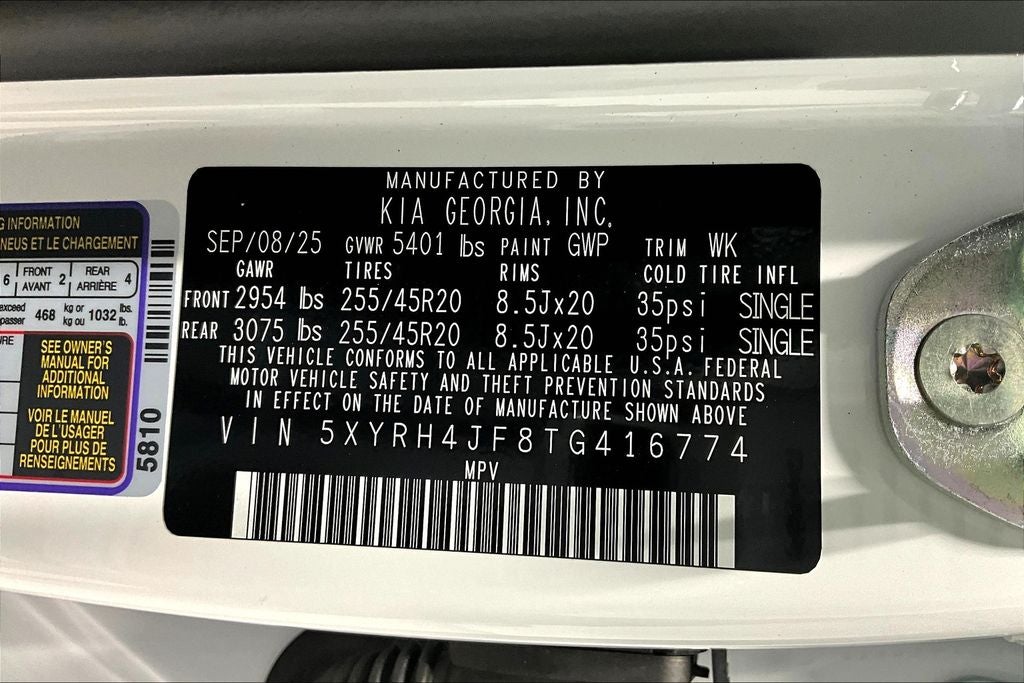 MANUFACTURED BY
KIA GEORGIA, INC.
SEP/08/25 GVWR 5401 lbs PAINT GWP TRIM WK
GAWR TIRES RIMS COLD TIRE INFL
FRONT 2954 lbs 255/45R20 8.5Jx20 35psi SINGLE
REAR 3075 lbs 255/45R20 8.5Jx20 35psi SINGLE
THIS VEHICLE CONFORMS TO ALL APPLICABLE U.S.A. FEDERAL
MOTOR VEHICLE SAFETY AND THEFT PREVENTION STANDARDS
IN EFFECT ON THE DATE OF MANUFACTURE SHOWN ABOVE
VIN 5XYRH4JF8TG416774
MPV
INFORMATION
NEUS ET LE CHARGEMENT
6 FRONT AVANT 2 REAR ARRIÈRE 4
exceed
passer 468 kg or kg ou 1032 lbs. lb.
SEE OWNER'S
MANUAL FOR
ADDITIONAL
INFORMATION
VOIR LE MANUEL
DE L'USAGER
POUR PLUS DE
RENSEIGNEMENTS
5810